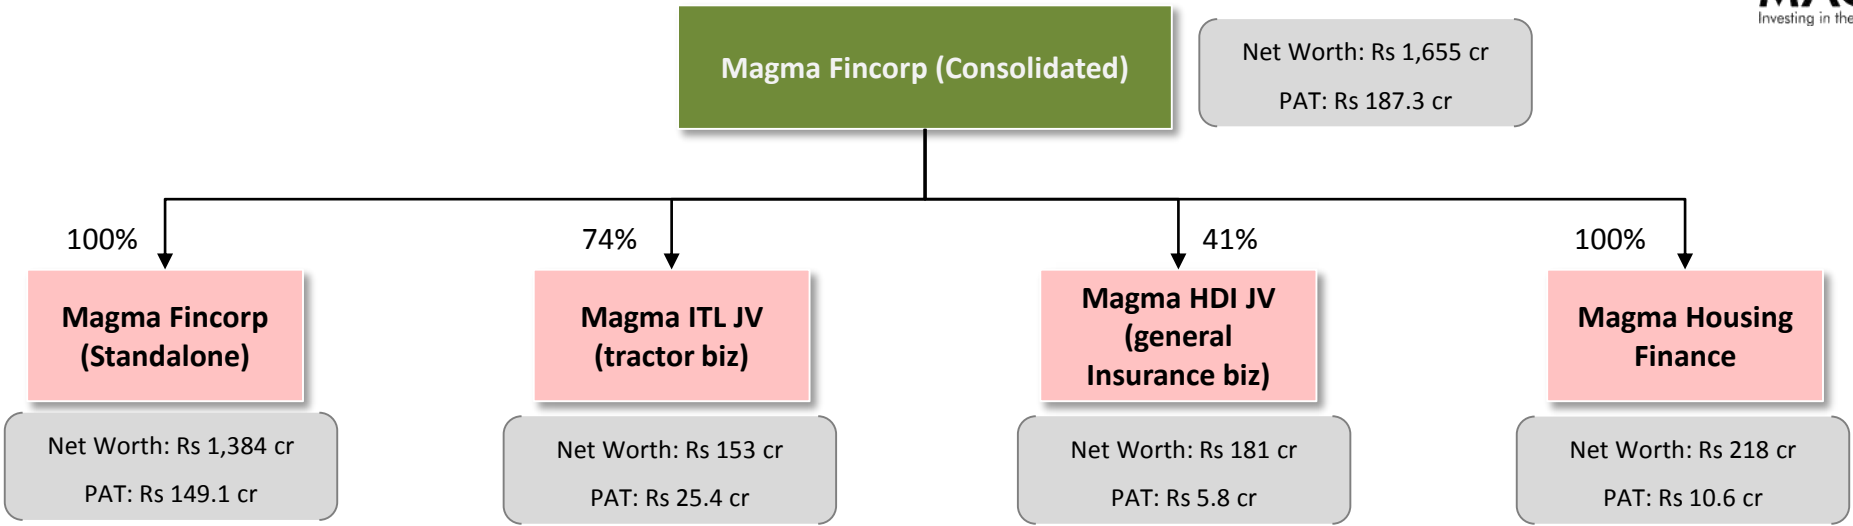 Investing in the
Magma Fincorp (Consolidated)
Net Worth: Rs 1,655 cr
PAT: Rs 187.3 cr
100%
74%
41%
100%
Magma Fincorp
(Standalone)
Magma ITL JV
(tractor biz)
Magma HDI JV
(general
Insurance biz)
Magma Housing
Finance
Net Worth: Rs 1,384 cr
PAT: Rs 149.1 cr
Net Worth: Rs 153 cr
PAT: Rs 25.4 cr
Net Worth: Rs 181 cr
PAT: Rs 5.8 cr
Net Worth: Rs 218 cr
PAT: Rs 10.6 cr